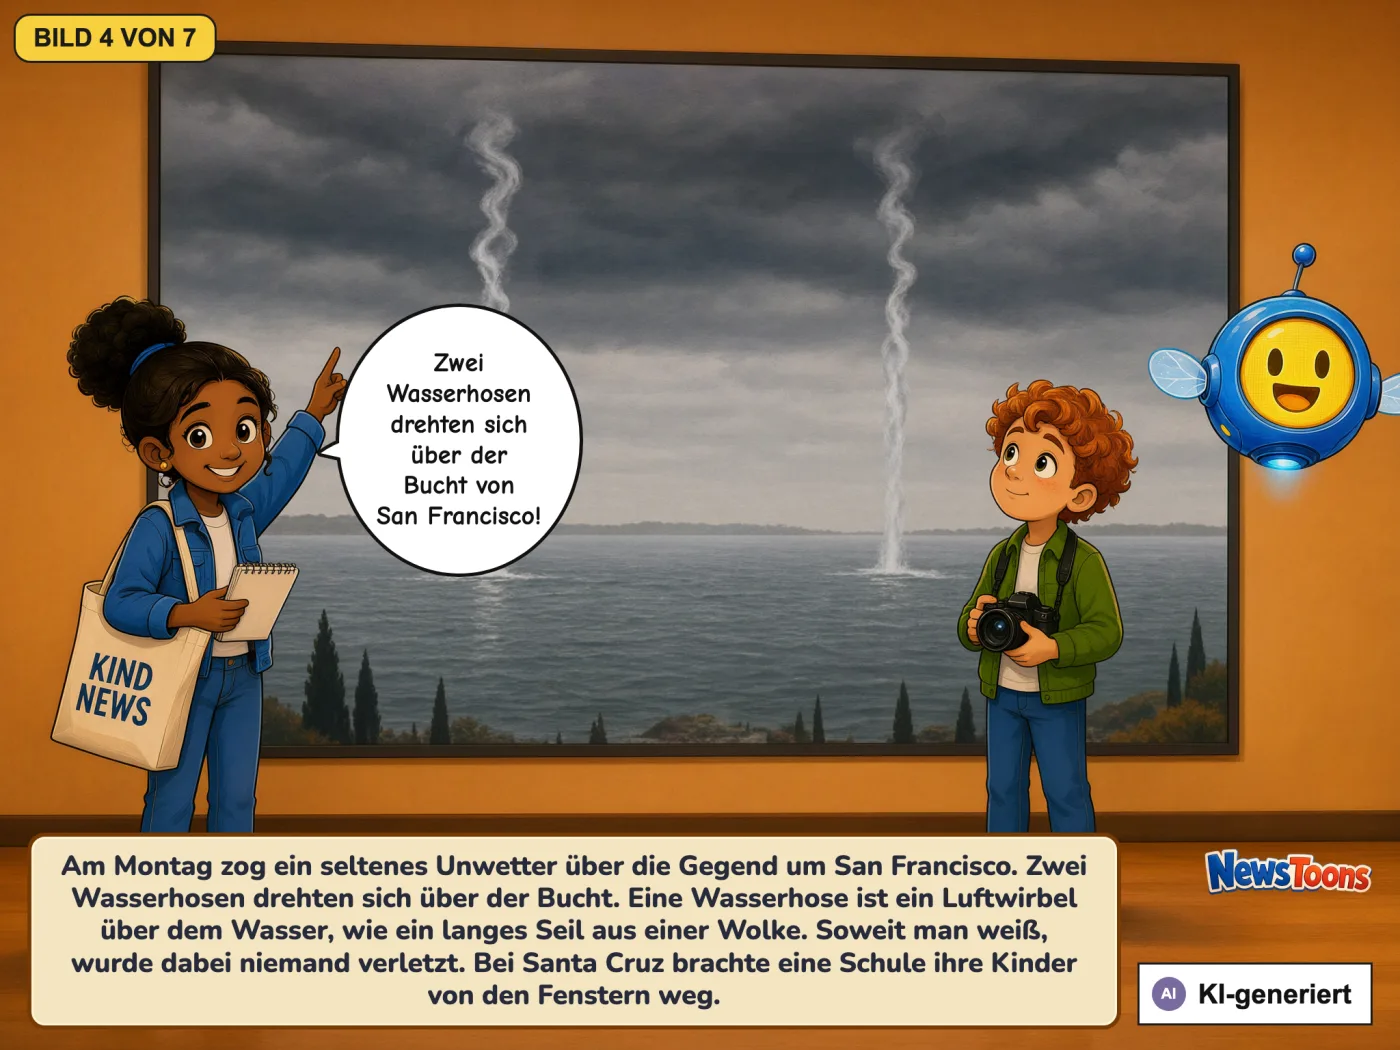 BILD 4 VON 7
Zwei
Wasserhosen
drehten sich
über der
Bucht von
San Francisco!
KIND
NEWS
Am Montag zog ein seltenes Unwetter über die Gegend um San Francisco. Zwei
Wasserhosen drehten sich über der Bucht. Eine Wasserhose ist ein Luftwirbel
über dem Wasser, wie ein langes Seil aus einer Wolke. Soweit man weiß,
wurde dabei niemand verletzt. Bei Santa Cruz brachte eine Schule ihre Kinder
von den Fenstern weg.
NewsToons
AI KI-generiert